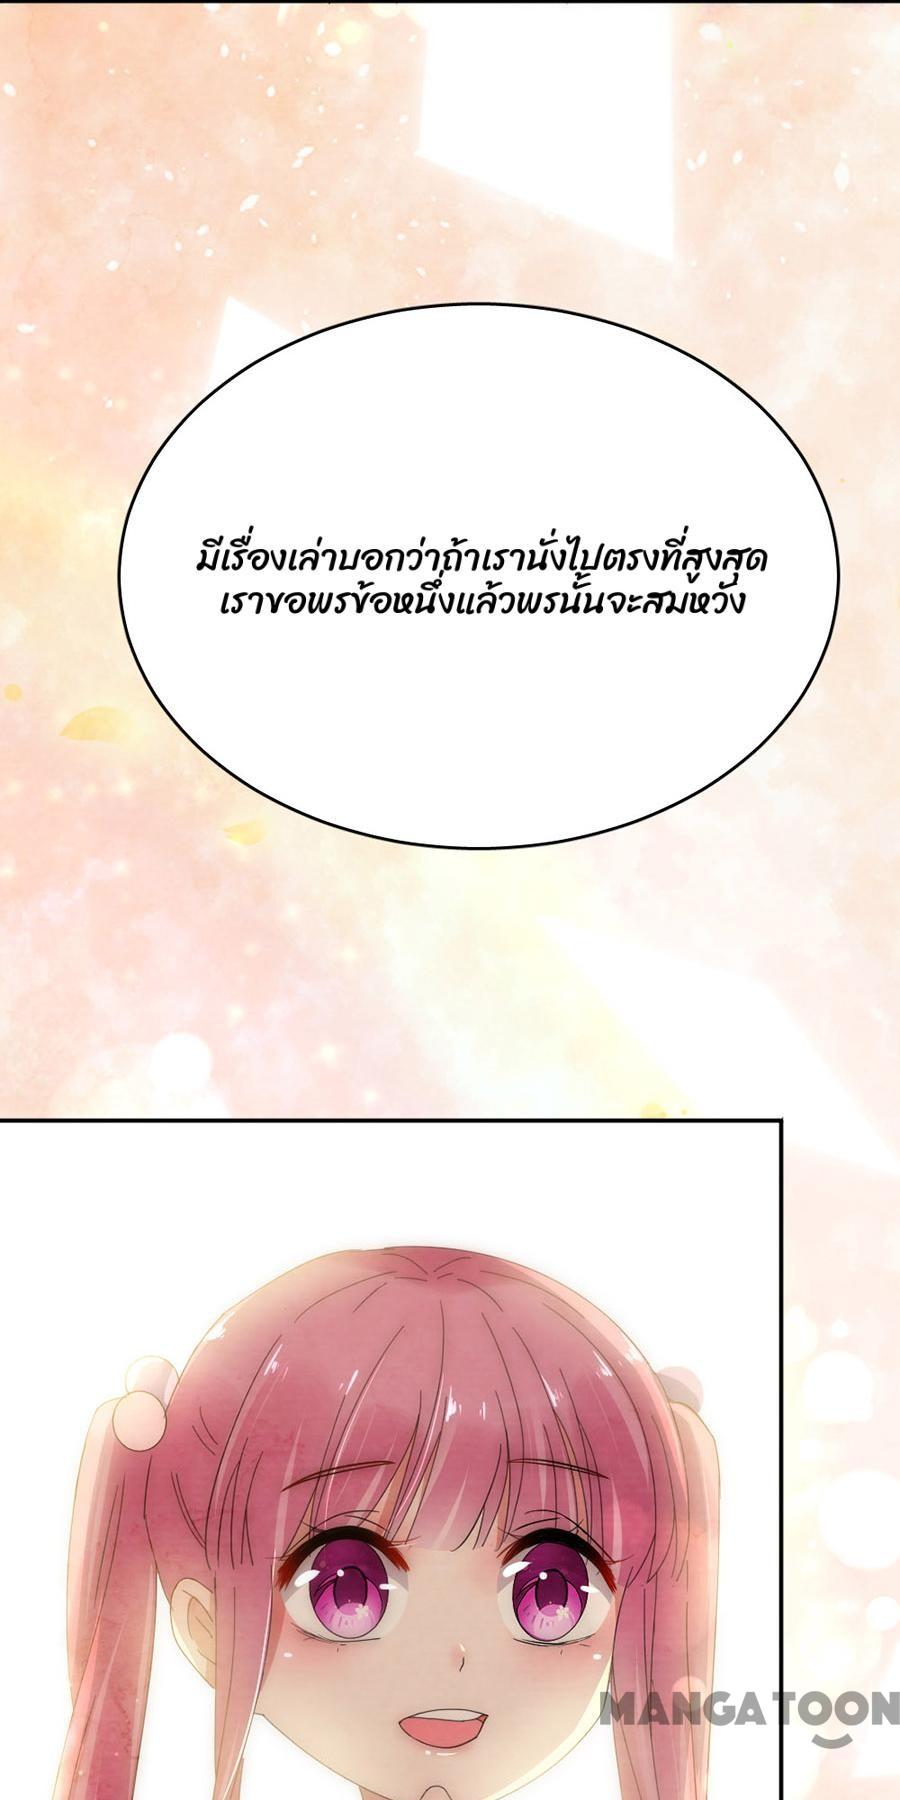 มีเรื่องเล่าบอกว่าถ้าเรานั่งไปตรงที่สูงสุด
เราขอพรข้อหนึ่งแล้วพรนั้นจะสมหวัง
MANGATOON